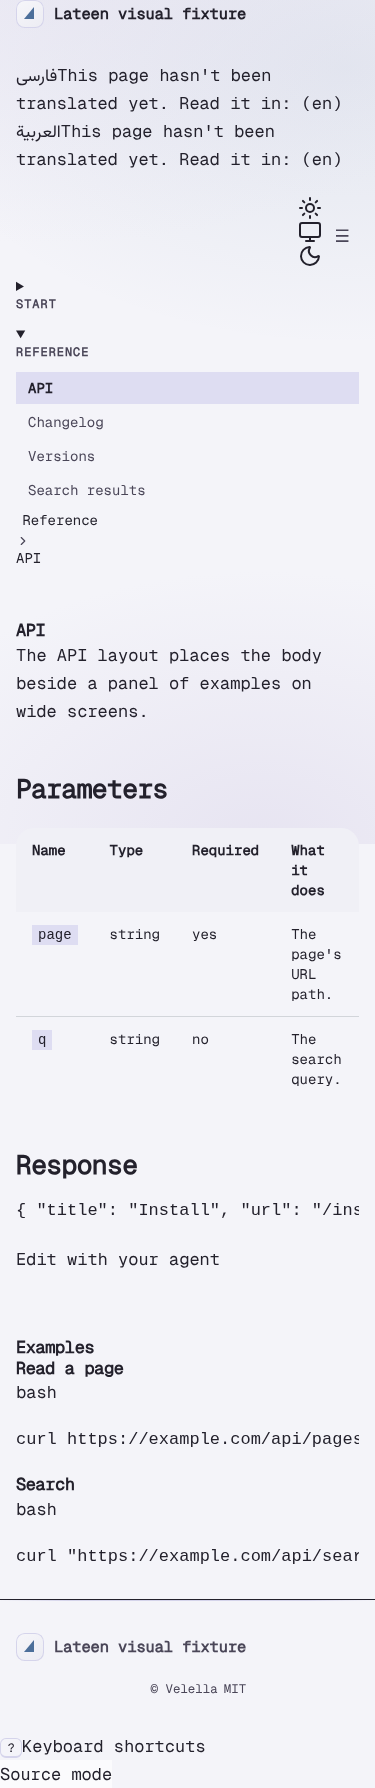 Lateen visual fixture
فارسیThis page hasn't been
translated yet. Read it in: (en)
العربيةThis page hasn't been
translated yet. Read it in: (en)
START
REFERENCE
API
Changelog
Versions
Search results
Reference
API
API
The API layout places the body
beside a panel of examples on
wide screens.
Parameters
Name Type Required What it does
page string yes The page's URL path.
q string no The search query.
Response
{ "title": "Install", "url": "/ins
Edit with your agent
Examples
Read a page
bash
curl https://example.com/api/pages
Search
bash
curl "https://example.com/api/sear
Lateen visual fixture
© Velella MIT
?Keyboard shortcuts
Source mode